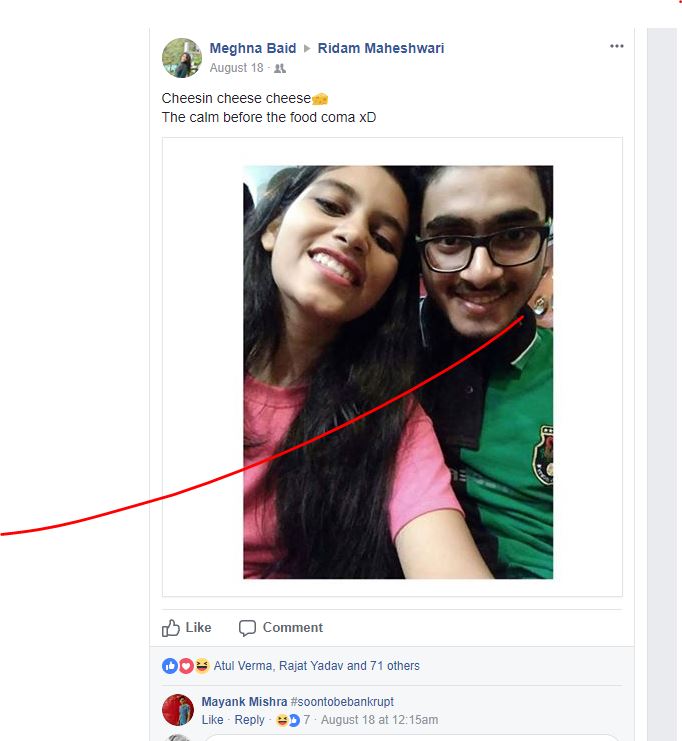 Meghna Baid ▸ Ridam Maheshwari
August 18 ·
Cheesin cheese cheese🧀
The calm before the food coma xD
Like Comment
Atul Verma, Rajat Yadav and 71 others
Mayank Mishra #soontobebankrupt
Like · Reply · 7 · August 18 at 12:15am